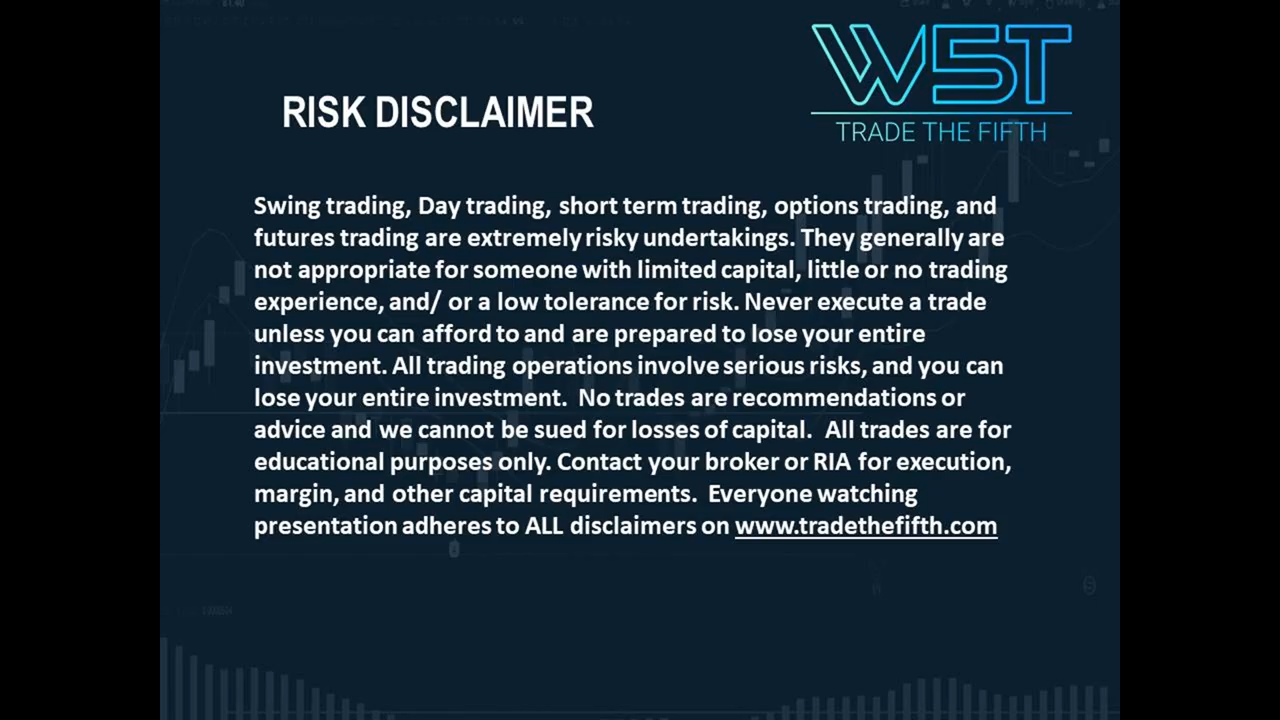 W5T
RISK DISCLAIMER
TRADE THE FIFTH
Swing trading, Day trading, short term trading, options trading, and
futures trading are extremely risky undertakings. They generally are
not appropriate for someone with limited capital, little or no trading
experience, and/ or a low tolerance for risk. Never execute a trade
unless you can afford to and are prepared to lose your entire
investment. All trading operations involve serious risks, and you can
lose your entire investment.  No trades are recommendations or
advice and we cannot be sued for losses of capital.  All trades are for
educational purposes only. Contact your broker or RIA for execution,
margin, and other capital requirements.  Everyone watching
presentation adheres to ALL disclaimers on www.tradethefifth.com